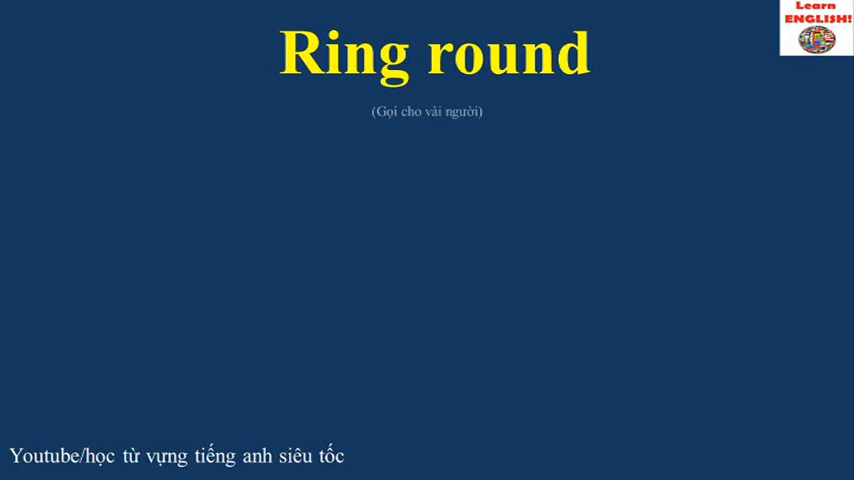 Learn
ENGLISH!
Ring round
(Gọi cho vài người)
Youtube/học từ vựng tiếng anh siêu tốc